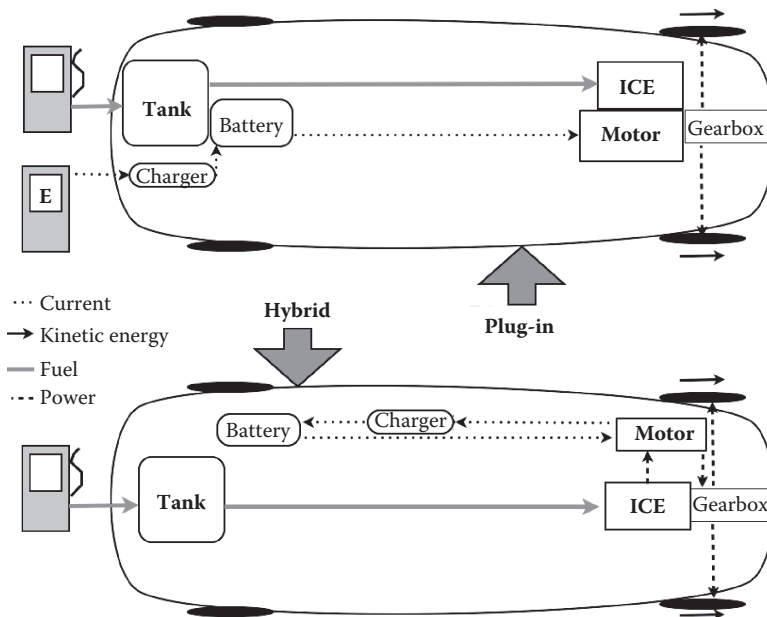 Tank
ICE
Battery
Motor
Gearbox
Charger
E
Current
Kinetic energy
Fuel
Power
Hybrid
Plug-in
Battery
Charger
Motor
Tank
ICE
Gearbox